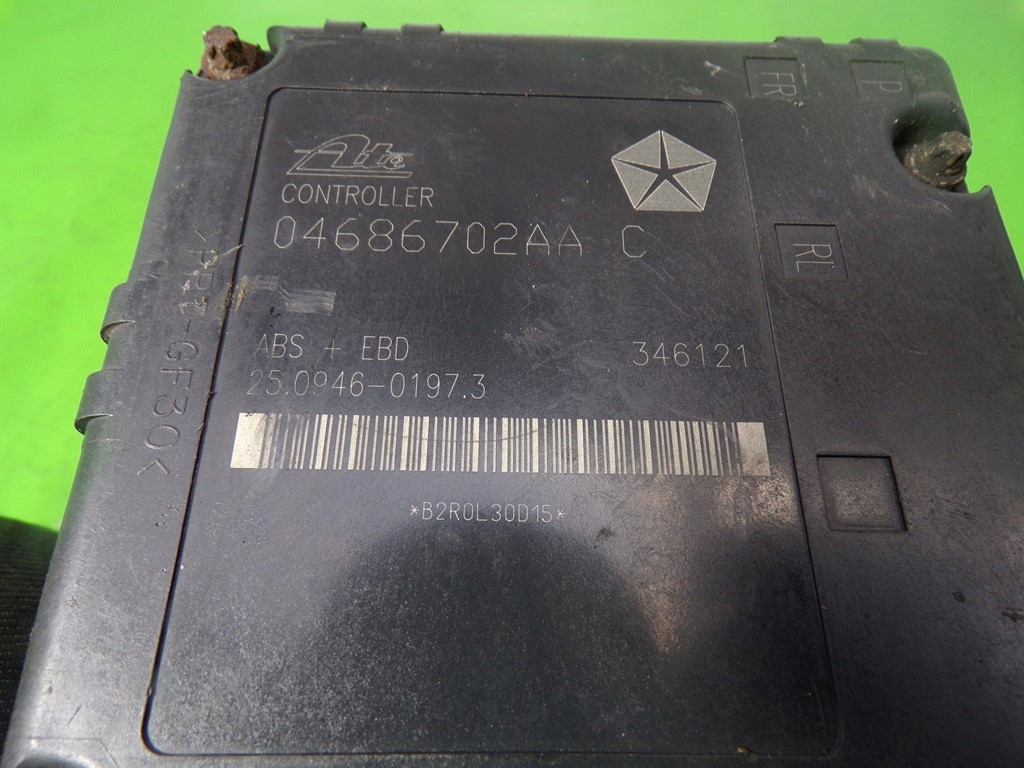 FR
P
Ate
CONTROLLER
04686702AA C
RL
ABS + EBD 346121
25.0946-0197.3
*B2R0L30D15*